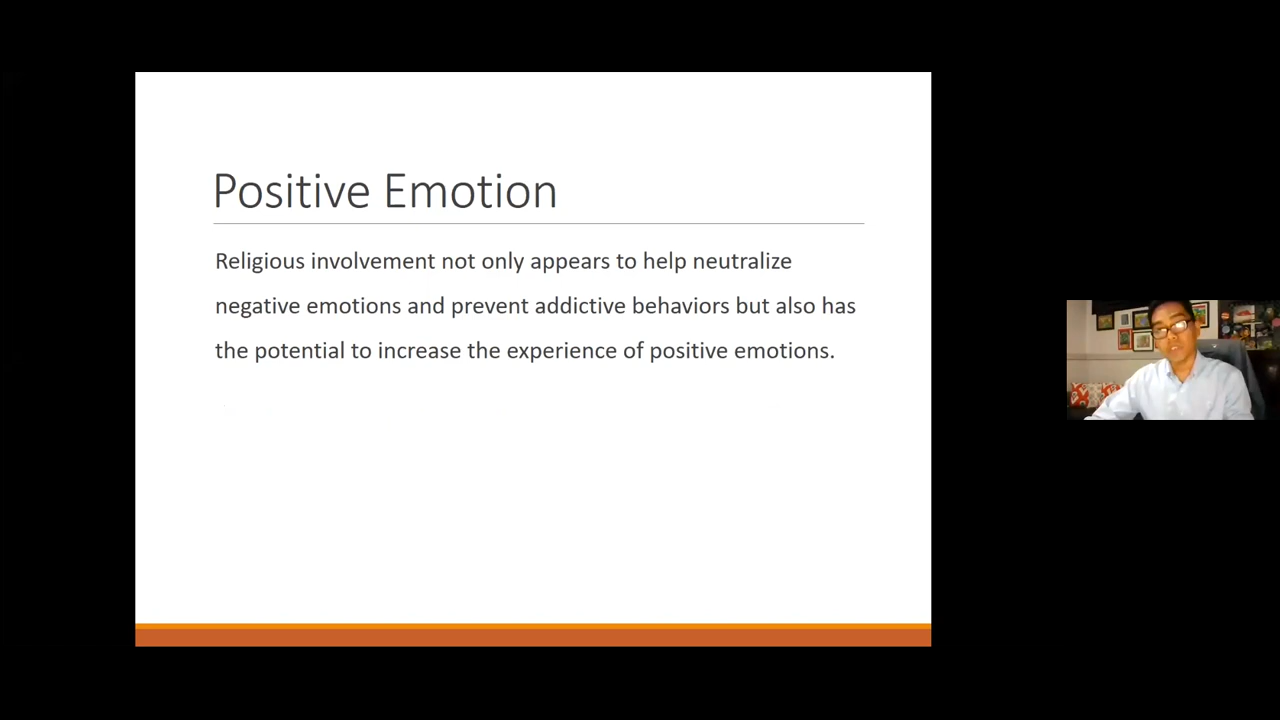 Positive Emotion
Religious involvement not only appears to help neutralize
negative emotions and prevent addictive behaviors but also has
the potential to increase the experience of positive emotions.